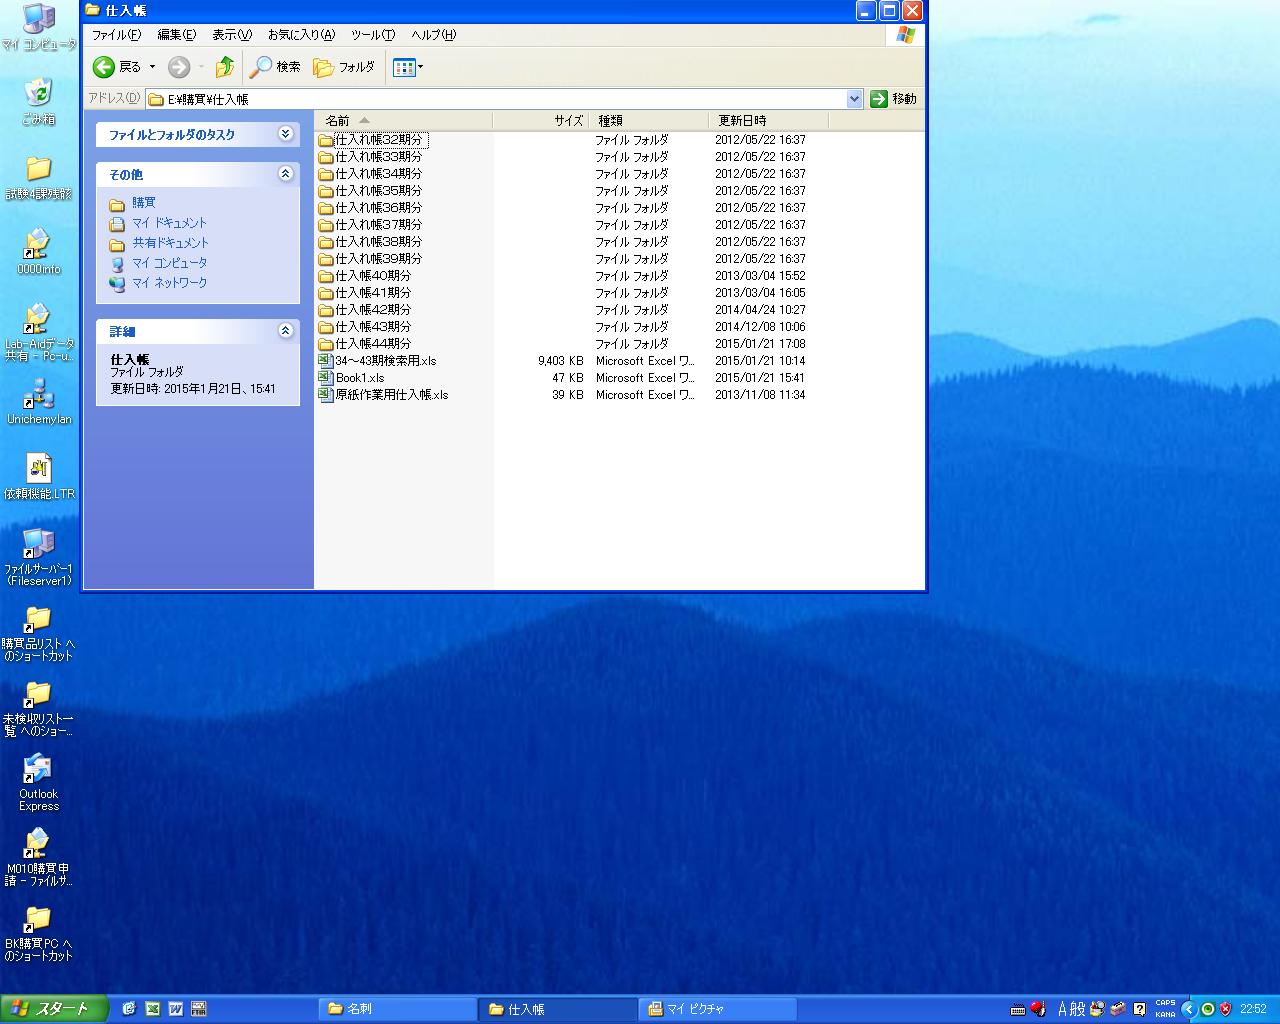 仕入帳
ファイル(F) 編集(E) 表示(V) お気に入り(A) ツール(T) ヘルプ(H)
戻る 検索 フォルダ
アドレス(D) E:¥購買¥仕入帳 移動
ファイルとフォルダのタスク
その他
購買
マイ ドキュメント
共有ドキュメント
マイ コンピュータ
マイ ネットワーク
詳細
仕入帳
ファイル フォルダ
更新日時: 2015年1月21日、15:41
名前 サイズ 種類 更新日時
仕入れ帳32期分 ファイル フォルダ 2012/05/22 16:37
仕入れ帳33期分 ファイル フォルダ 2012/05/22 16:37
仕入れ帳34期分 ファイル フォルダ 2012/05/22 16:37
仕入れ帳35期分 ファイル フォルダ 2012/05/22 16:37
仕入れ帳36期分 ファイル フォルダ 2012/05/22 16:37
仕入れ帳37期分 ファイル フォルダ 2012/05/22 16:37
仕入れ帳38期分 ファイル フォルダ 2012/05/22 16:37
仕入れ帳39期分 ファイル フォルダ 2012/05/22 16:37
仕入帳40期分 ファイル フォルダ 2013/03/04 15:52
仕入帳41期分 ファイル フォルダ 2013/03/04 16:05
仕入帳42期分 ファイル フォルダ 2014/04/24 10:27
仕入帳43期分 ファイル フォルダ 2014/12/08 10:06
仕入帳44期分 ファイル フォルダ 2015/01/21 17:08
34～43期検索用.xls 9,403 KB Microsoft Excel ワ... 2015/01/21 10:14
Book1.xls 47 KB Microsoft Excel ワ... 2015/01/21 15:41
原紙作業用仕入帳.xls 39 KB Microsoft Excel ワ... 2013/11/08 11:34
マイ コンピュータ
ごみ箱
試験4課残骸
0000info
Lab-Aidデータ
共有 - Pc-u...
Unichemylan
依頼機能.LTR
ファイルサーバー1
(Fileserver1)
購買品リスト へ
のショートカット
未検収リスト一
覧 へのショー...
Outlook
Express
M010購買申
請 - ファイルサ...
BK購買PC へ
のショートカット
スタート
FTIR
名刺
仕入帳
マイ ピクチャ
A 般
CAPS
KANA
22:52